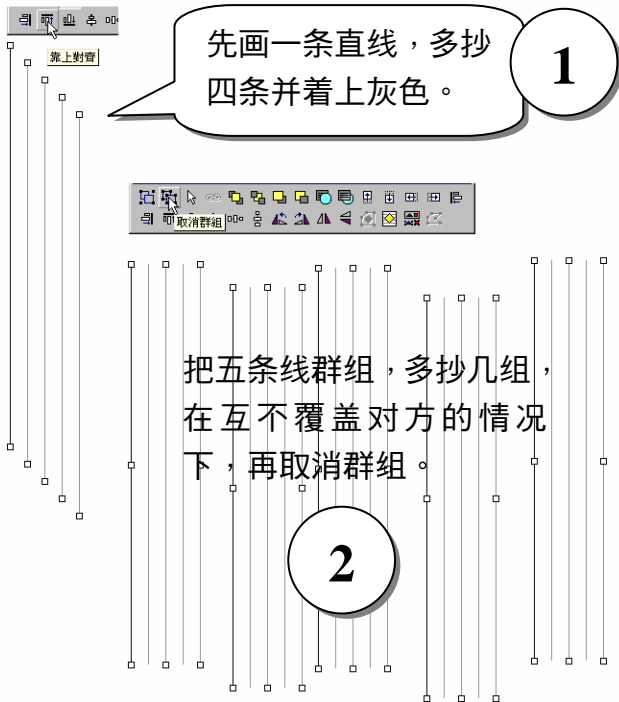 靠上對齊
先画一条直线，多抄
四条并着上灰色。
1
取消群組
把五条线群组，多抄几组，
在互不覆盖对方的情况
下，再取消群组。
2